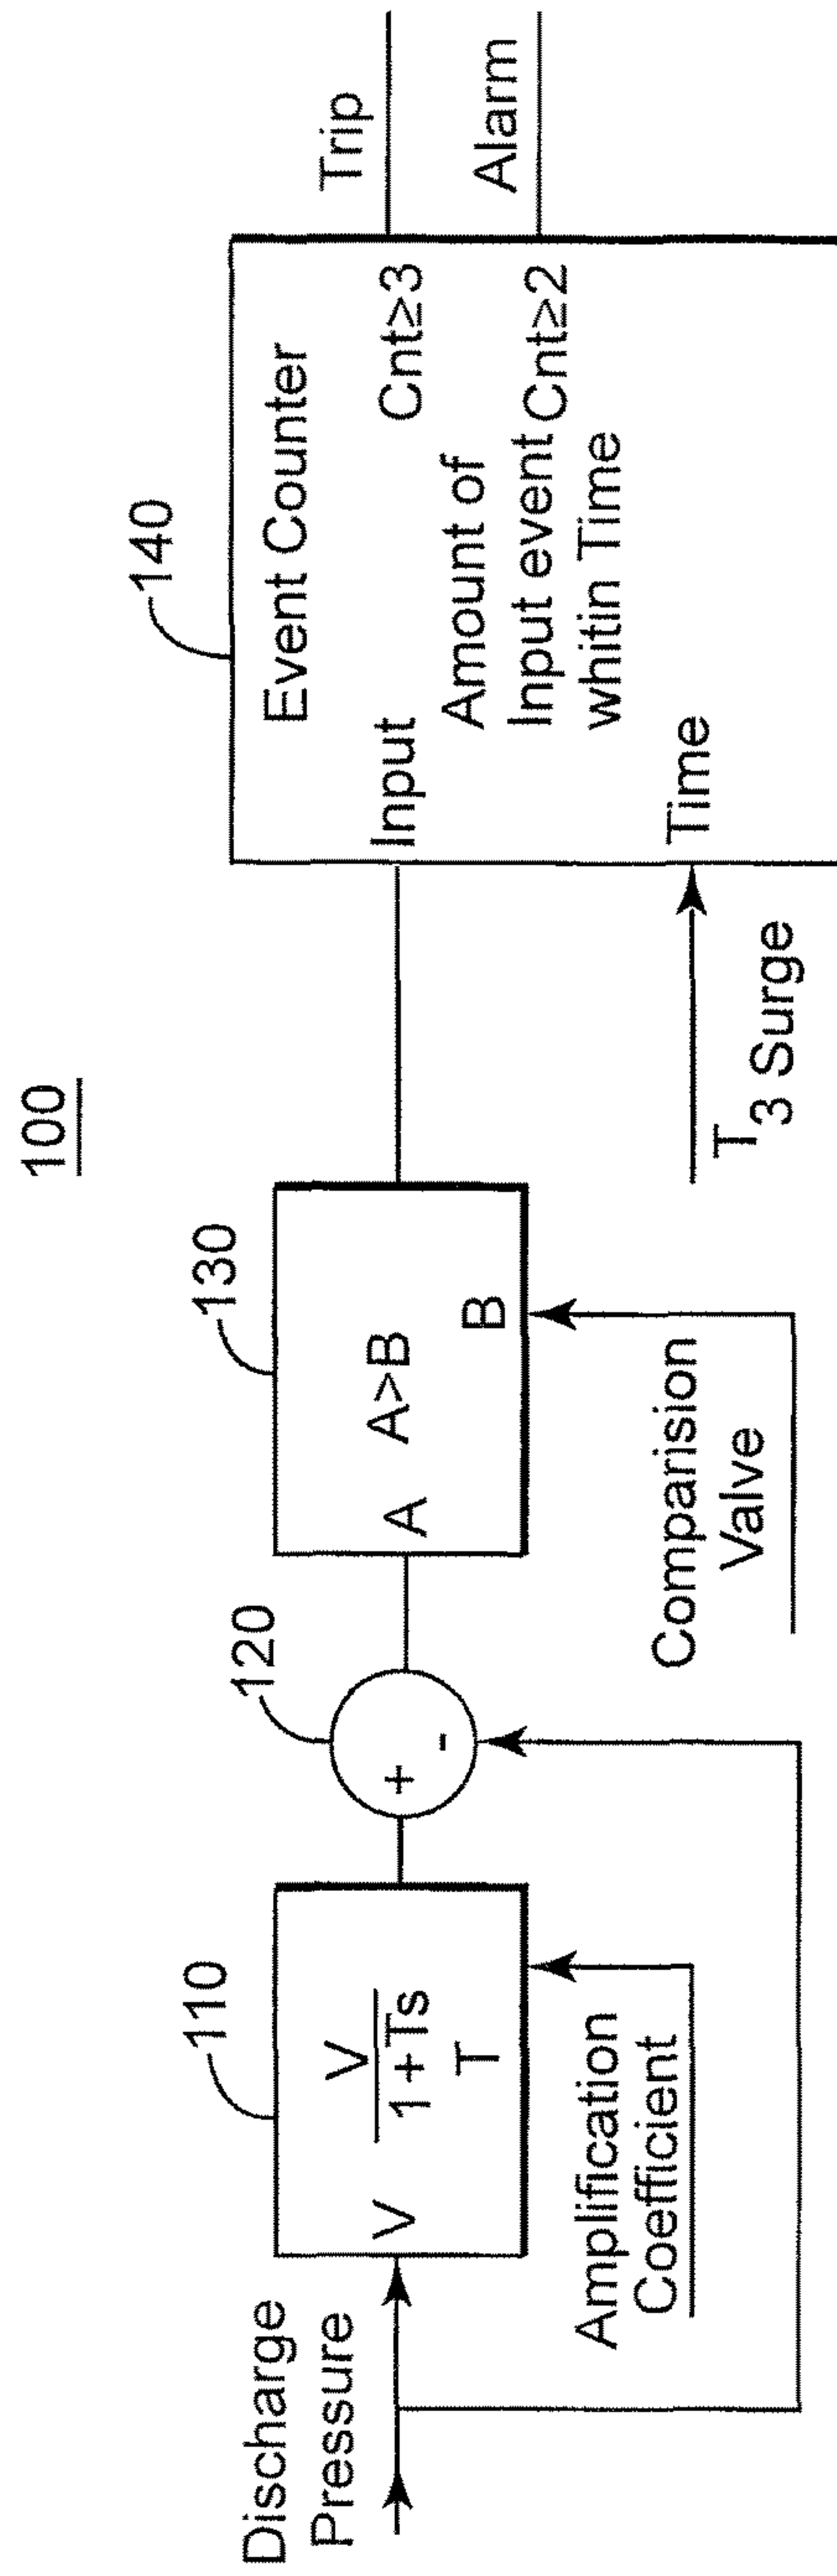 100
Discharge
Pressure
110
V
V
1+Ts
T
Amplification
Coefficient
120
+
-
130
A
A>B
B
Comparision
Valve
140
Event Counter
Input
Cnt≥3
Amount of
Input event Cnt≥2
whitin Time
Time
T
3 Surge
Trip
Alarm